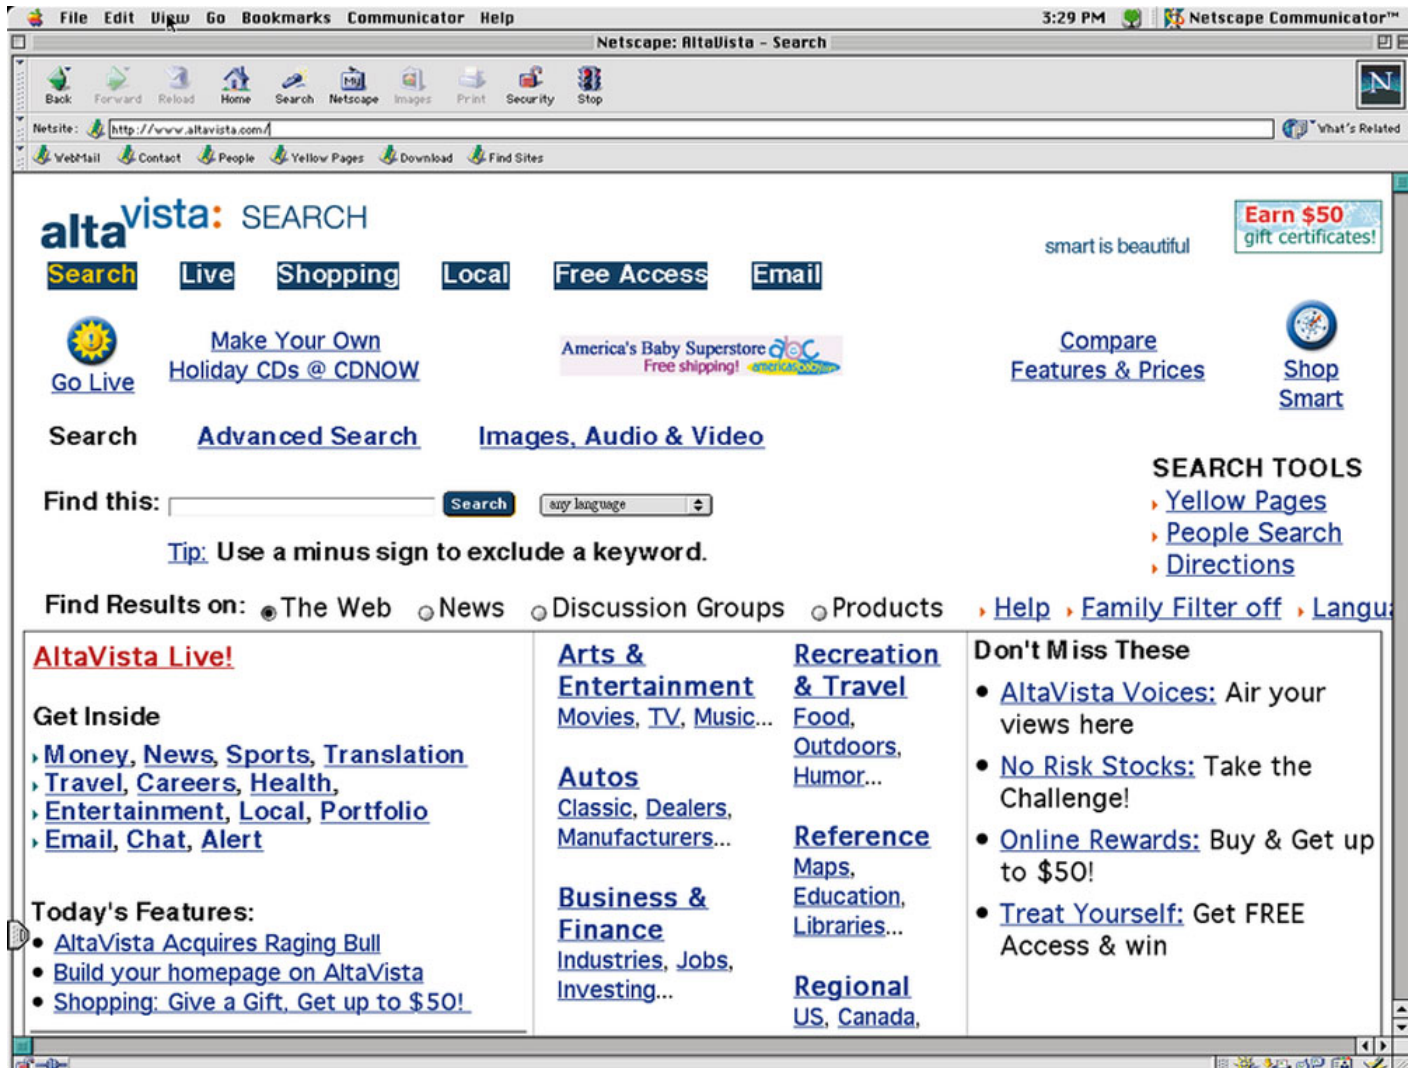 File Edit View Go Bookmarks Communicator Help 3:29 PM Netscape Communicator™
Netscape: AltaVista - Search
Back Forward Reload Home Search Netscape Images Print Security Stop
My
N
Netsite: http://www.altavista.com/ What's Related
WebMail Contact People Yellow Pages Download Find Sites
altavista: SEARCH
smart is beautiful
Earn $50
gift certificates!
Search Live Shopping Local Free Access Email
Go Live
Make Your Own
Holiday CDs @ CDNOW
America's Baby Superstore abc
Free shipping! americasbaby.com
Compare
Features & Prices
Shop
Smart
Search Advanced Search Images, Audio & Video
Find this: Search any language
Tip: Use a minus sign to exclude a keyword.
SEARCH TOOLS
Yellow Pages
People Search
Directions
Find Results on: The Web News Discussion Groups Products Help Family Filter off Langua
AltaVista Live!
Get Inside
Money, News, Sports, Translation
Travel, Careers, Health,
Entertainment, Local, Portfolio
Email, Chat, Alert
Today's Features:
• AltaVista Acquires Raging Bull
• Build your homepage on AltaVista
• Shopping: Give a Gift, Get up to $50!
Arts &
Entertainment
Movies, TV, Music...
Autos
Classic, Dealers,
Manufacturers...
Business &
Finance
Industries, Jobs,
Investing...
Recreation
& Travel
Food,
Outdoors,
Humor...
Reference
Maps,
Education,
Libraries...
Regional
US, Canada,
Don't Miss These
• AltaVista Voices: Air your
views here
• No Risk Stocks: Take the
Challenge!
• Online Rewards: Buy & Get up
to $50!
• Treat Yourself: Get FREE
Access & win